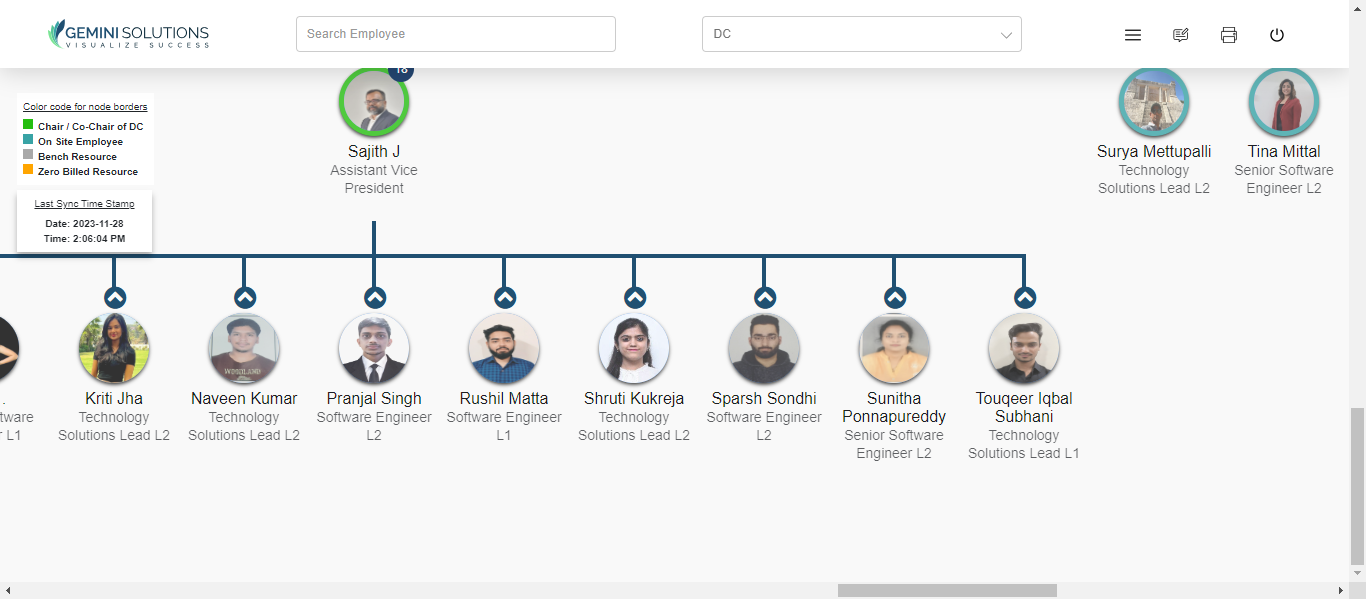 GEMINI SOLUTIONS
VISUALIZE SUCCESS
Search Employee
DC
18
Color code for node borders
Chair / Co-Chair of DC
On Site Employee
Bench Resource
Zero Billed Resource
Last Sync Time Stamp
Date: 2023-11-28
Time: 2:06:04 PM
Sajith J
Assistant Vice
President
Surya Mettupalli
Technology
Solutions Lead L2
Tina Mittal
Senior Software
Engineer L2
.
tware
r L1
Kriti Jha
Technology
Solutions Lead L2
Naveen Kumar
Technology
Solutions Lead L2
Pranjal Singh
Software Engineer
L2
Rushil Matta
Software Engineer
L1
Shruti Kukreja
Technology
Solutions Lead L2
Sparsh Sondhi
Software Engineer
L2
Sunitha
Ponnapureddy
Senior Software
Engineer L2
Touqeer Iqbal
Subhani
Technology
Solutions Lead L1